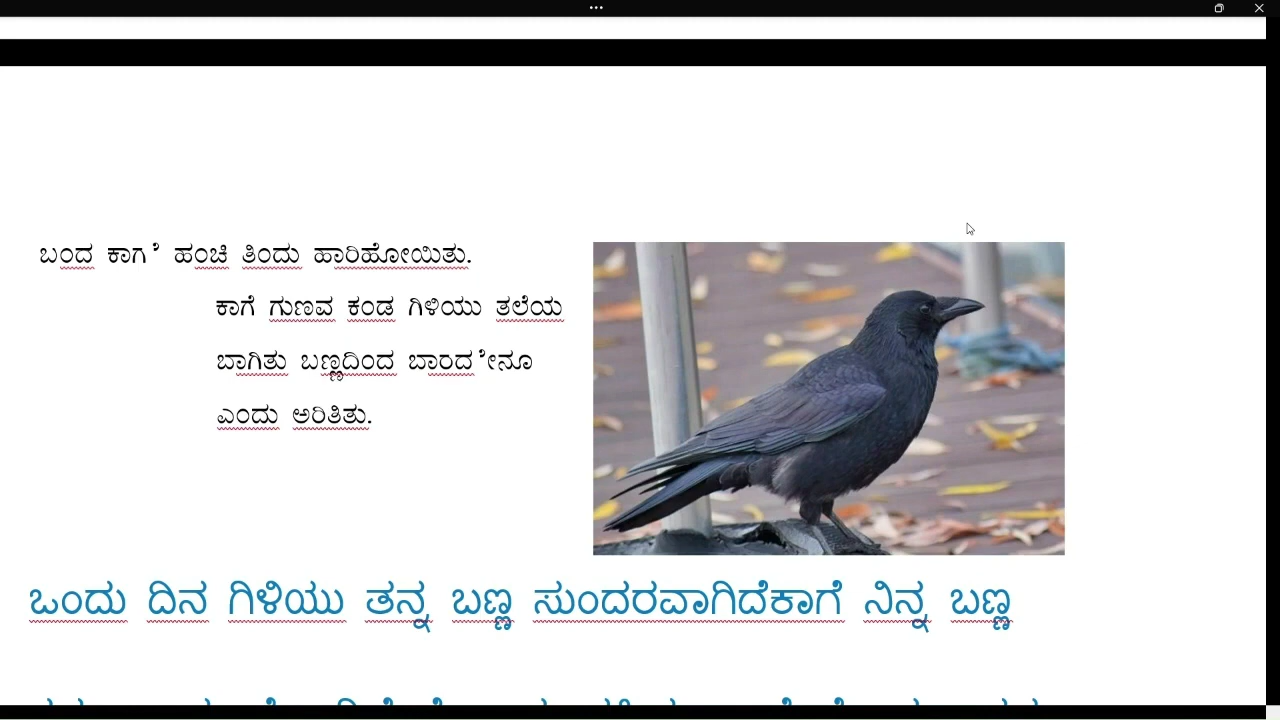 ಬಂದ ಕಾಗೆ ಹಂಚಿ ತಿಂದು ಹಾರಿಹೋಯಿತು.
ಕಾಗೆ ಗುಣವ ಕಂಡ ಗಿಳಿಯು ತಲೆಯ
ಬಾಗಿತು ಬಣ್ಣದಿಂದ ಬಾರದೇನೂ
ಎಂದು ಅರಿತಿತು.
ಒಂದು ದಿನ ಗಿಳಿಯು ತನ್ನ ಬಣ್ಣ ಸುಂದರವಾಗಿದೆಕಾಗೆ ನಿನ್ನ ಬಣ್ಣ